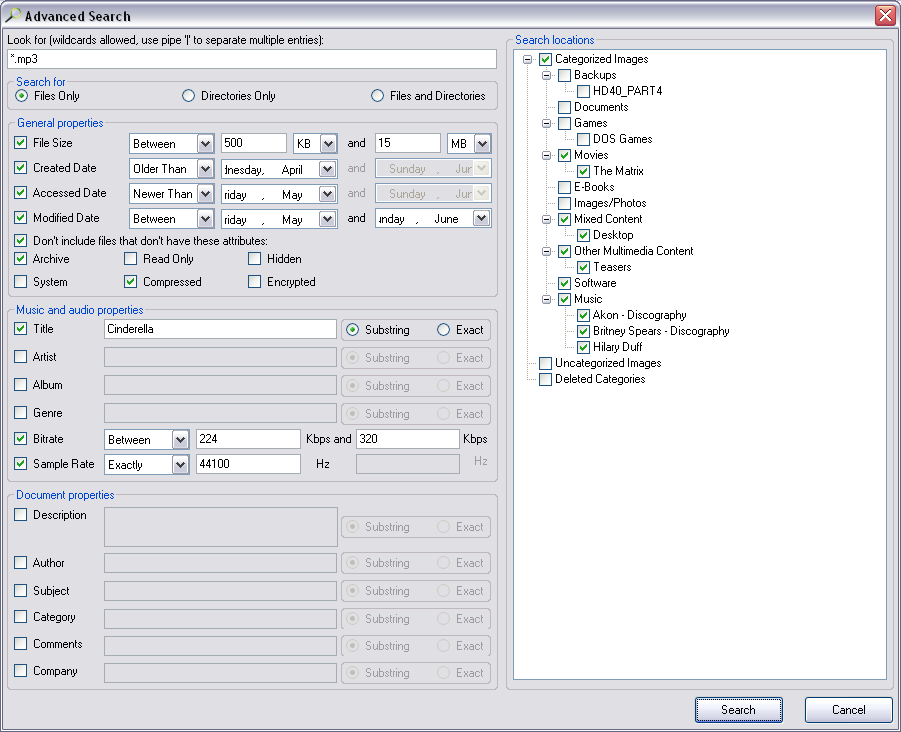 Advanced Search
Look for (wildcards allowed, use pipe '|' to separate multiple entries):
*.mp3
Search for
Files Only Directories Only Files and Directories
General properties
File Size Between 500 KB and 15 MB
Created Date Older Than nesday, April and Sunday , Jur
Accessed Date Newer Than riday , May and Sunday , Jur
Modified Date Between riday , May and nday , June
Don't include files that don't have these attributes:
Archive Read Only Hidden
System Compressed Encrypted
Music and audio properties
Title Cinderella Substring Exact
Artist Substring Exact
Album Substring Exact
Genre Substring Exact
Bitrate Between 224 Kbps and 320 Kbps
Sample Rate Exactly 44100 Hz Hz
Document properties
Description Substring Exact
Author Substring Exact
Subject Substring Exact
Category Substring Exact
Comments Substring Exact
Company Substring Exact
Search locations
Categorized Images
Backups
HD40_PART4
Documents
Games
DOS Games
Movies
The Matrix
E-Books
Images/Photos
Mixed Content
Desktop
Other Multimedia Content
Teasers
Software
Music
Akon - Discography
Britney Spears - Discography
Hilary Duff
Uncategorized Images
Deleted Categories
Search Cancel